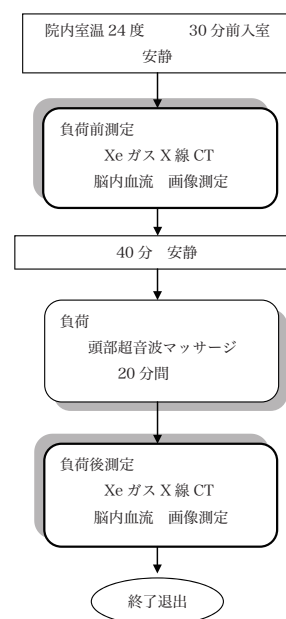 院内室温 24 度　　30 分前入室
安静
負荷前測定
Xe ガス X 線 CT
脳内血流　画像測定
40 分　安静
負荷
頭部超音波マッサージ
20 分間
負荷後測定
Xe ガス X 線 CT
脳内血流　画像測定
終了退出